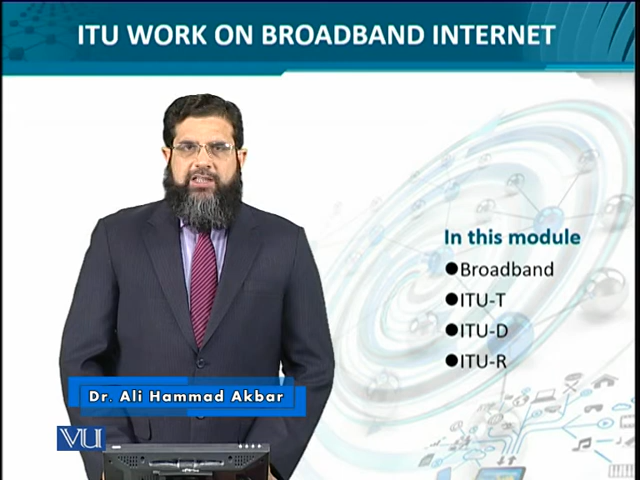 ITU WORK ON BROADBAND INTERNET
In this module
●Broadband
●ITU-T
●ITU-D
●ITU-R
Dr. Ali Hammad Akbar
VU